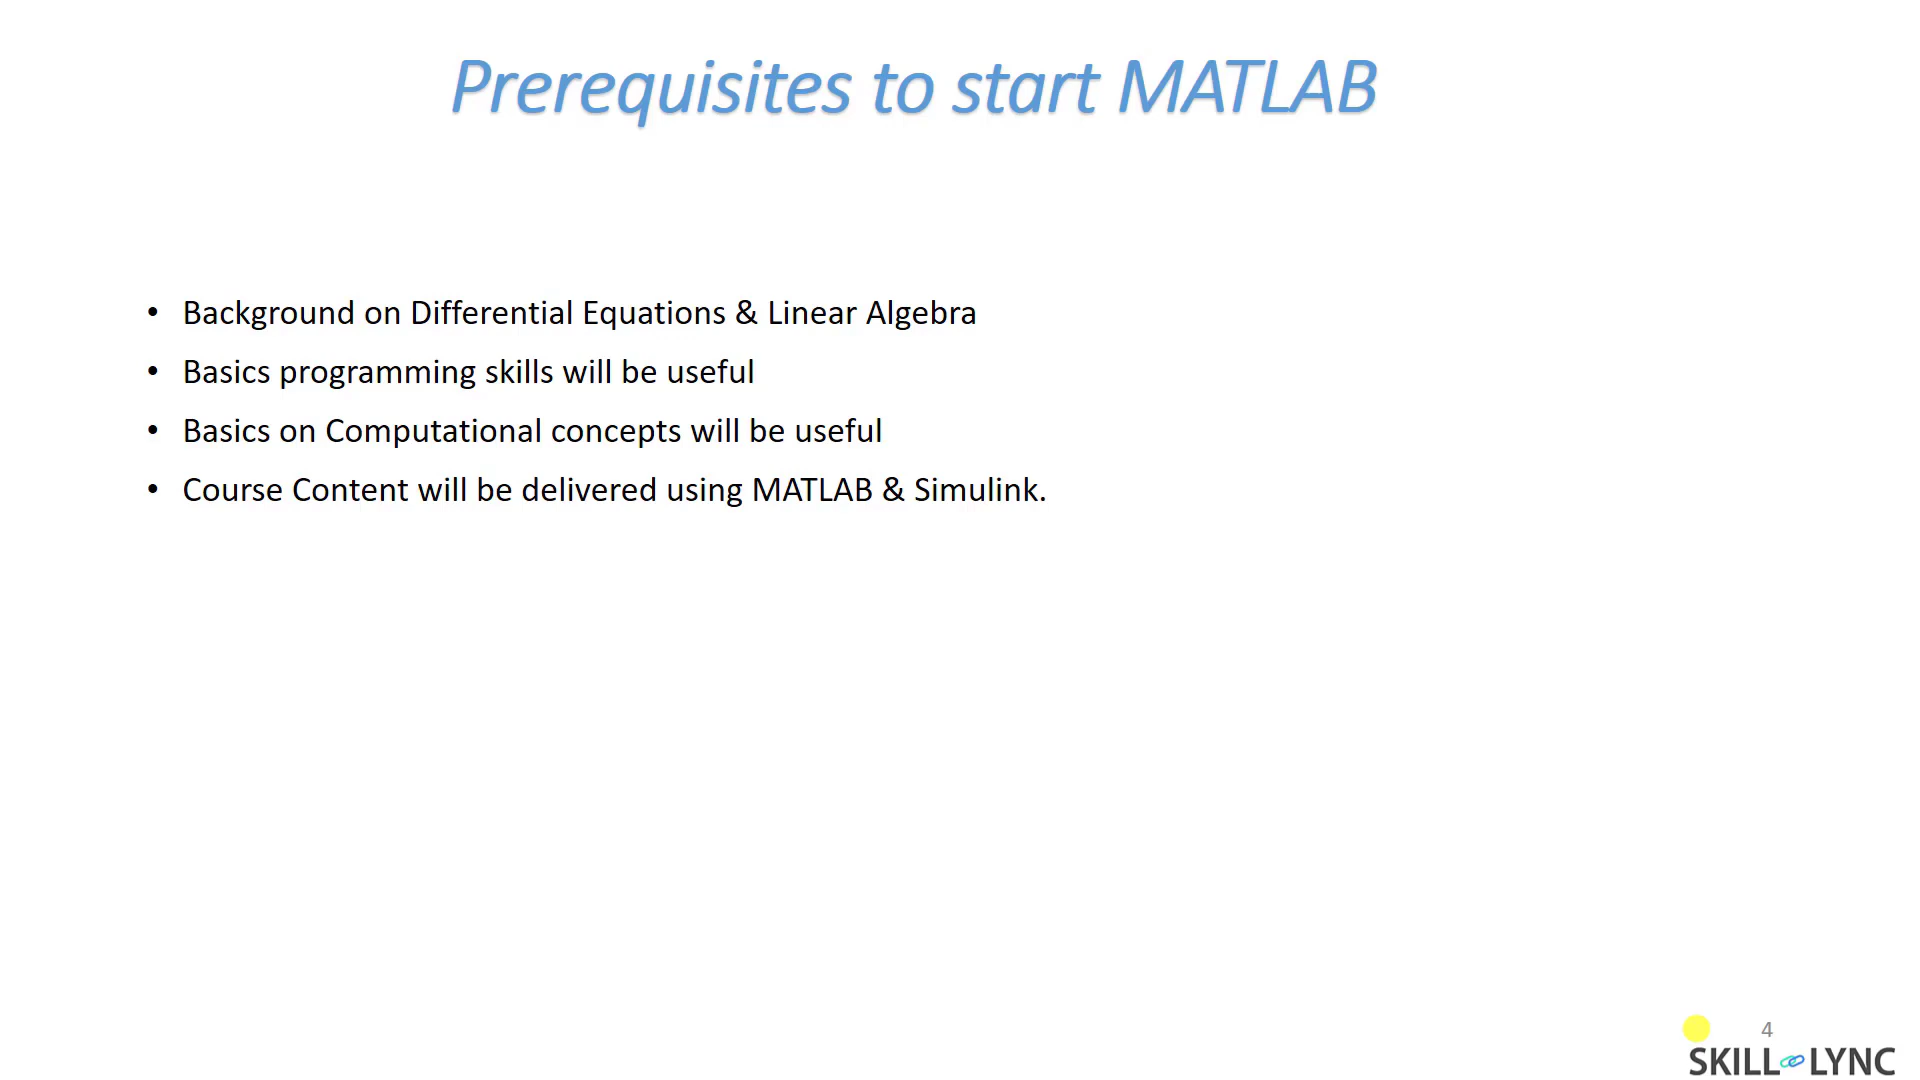 Prerequisites to start MATLAB
• Background on Differential Equations & Linear Algebra
• Basics programming skills will be useful
• Basics on Computational concepts will be useful
• Course Content will be delivered using MATLAB & Simulink.
4
SKILL LYNC